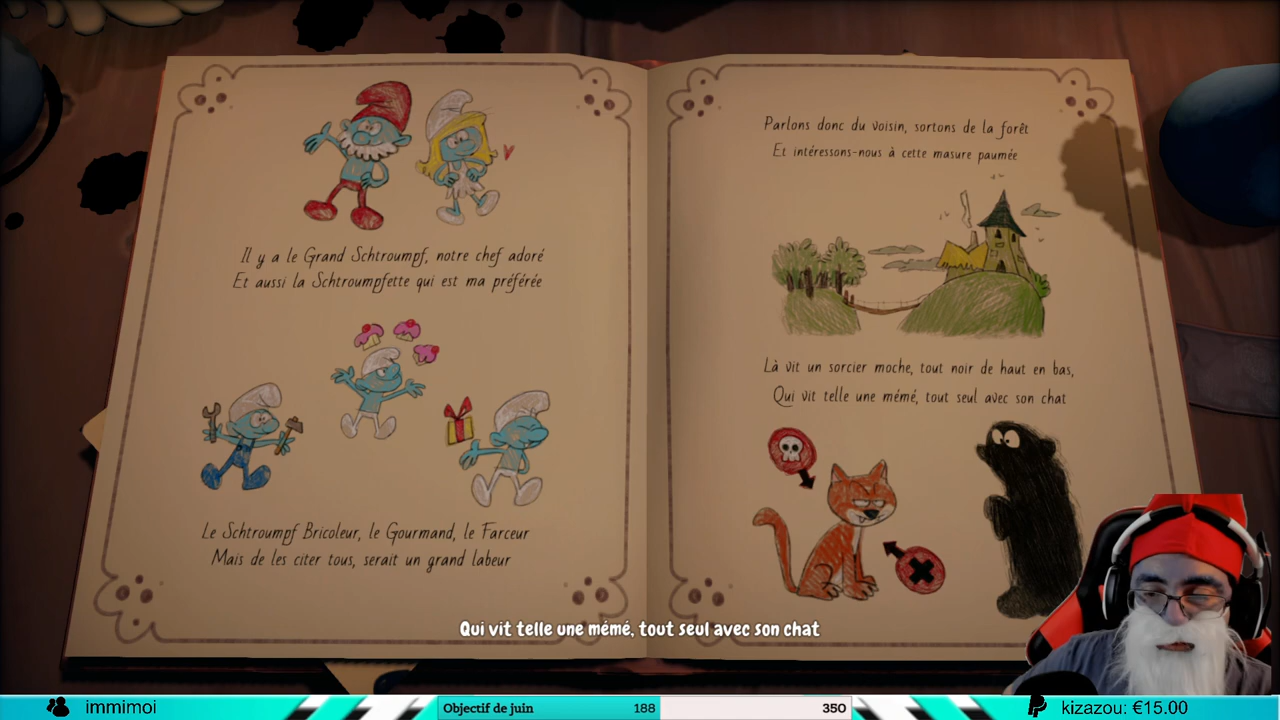 Il y a le Grand Schtroumpf, notre chef adoré
Et aussi la Schtroumpfette qui est ma préférée
Le Schtroumpf Bricoleur, le Gourmand, le Farceur
Mais de les citer tous, serait un grand labeur
Parlons donc du voisin, sortons de la forêt
Et intéressons-nous à cette masure paumée
Là vit un sorcier moche, tout noir de haut en bas,
Qui vit telle une mémé, tout seul avec son chat
Qui vit telle une mémé, tout seul avec son chat
immimoi
Objectif de juin 188 350
kizazou: €15.00